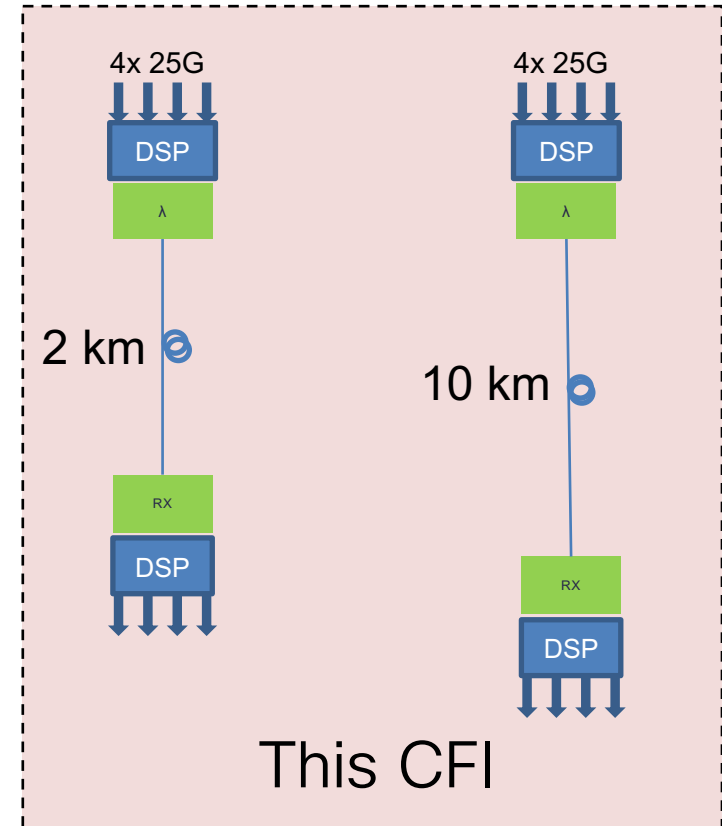 4x 25G
DSP
λ
2 km
RX
DSP
4x 25G
DSP
λ
10 km
RX
DSP
This CFI